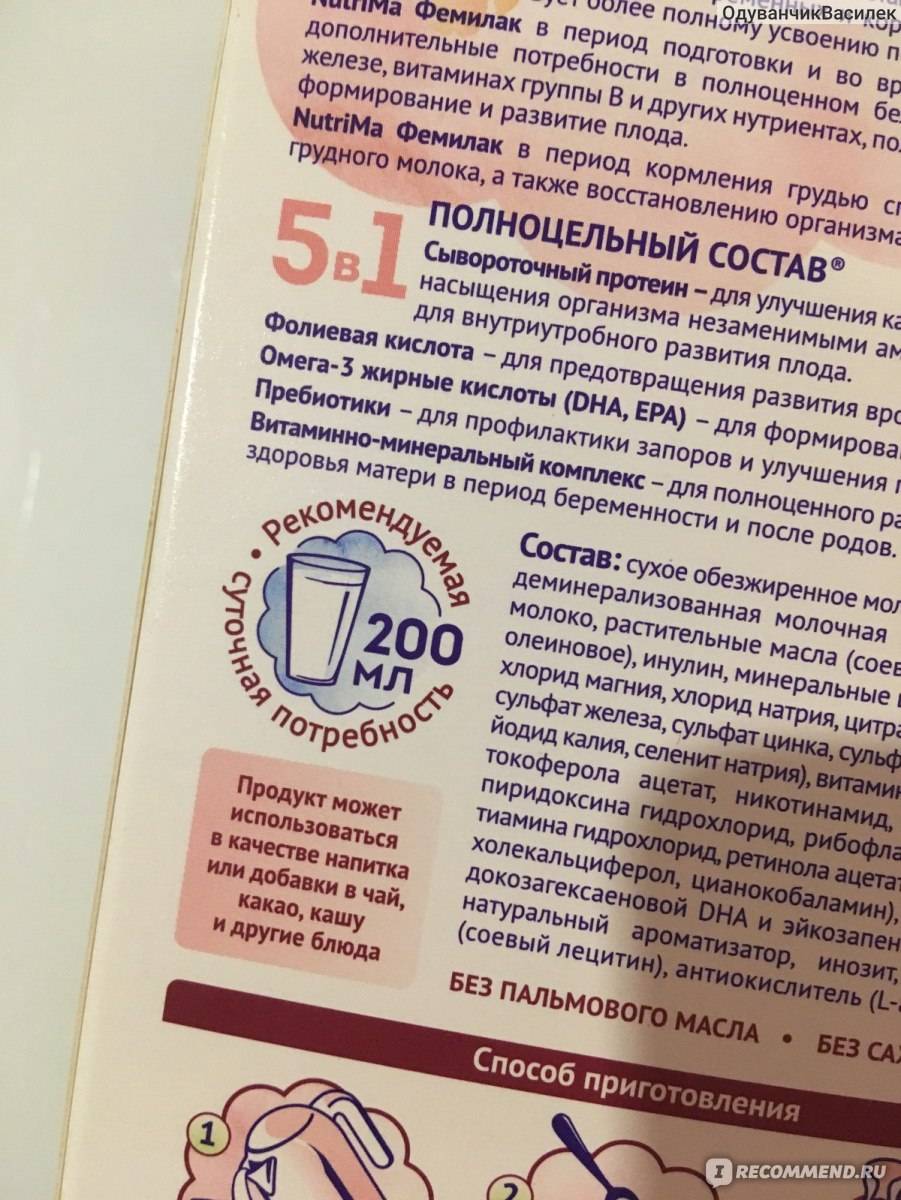 ОдуванчикВасилек
NutriMa Фемилак в период подготовки и во вр
дополнительные потребности в полноценном бел
железе, витаминах группы В и других нутриентах, пол
формирование и развитие плода.
NutriMa Фемилак в период кормления грудью сп
грудного молока, а также восстановлению организма
5в1
ПОЛНОЦЕЛЬНЫЙ СОСТАВ®
Сывороточный протеин – для улучшения ка
насыщения организма незаменимыми ам
для внутриутробного развития плода.
Фолиевая кислота – для предотвращения развития вро
Омега-3 жирные кислоты (DHA, EPA) – для формирова
Пребиотики – для профилактики запоров и улучшения п
Витаминно-минеральный комплекс – для полноценного ра
здоровья матери в период беременности и после родов.
• Рекомендуемая
суточная потребность
200
МЛ
Состав: сухое обезжиренное мол
деминерализованная молочная
молоко, растительные масла (соев
олеиновое), инулин, минеральные
хлорид магния, хлорид натрия, цитра
сульфат железа, сульфат цинка, сульф
йодид калия, селенит натрия), витамин
токоферола ацетат, никотинамид,
пиридоксина гидрохлорид, рибофла
тиамина гидрохлорид, ретинола ацетат
холекальциферол, цианокобаламин),
докозагексаеновой DHA и эйкозапен
натуральный ароматизатор, инозит,
(соевый лецитин), антиокислитель (L-а
Продукт может
использоваться
в качестве напитка
или добавки в чай,
какао, кашу
и другие блюда
БЕЗ ПАЛЬМОВОГО МАСЛА • БЕЗ САХ
Способ приготовления
1
2
IRECOMMEND.RU